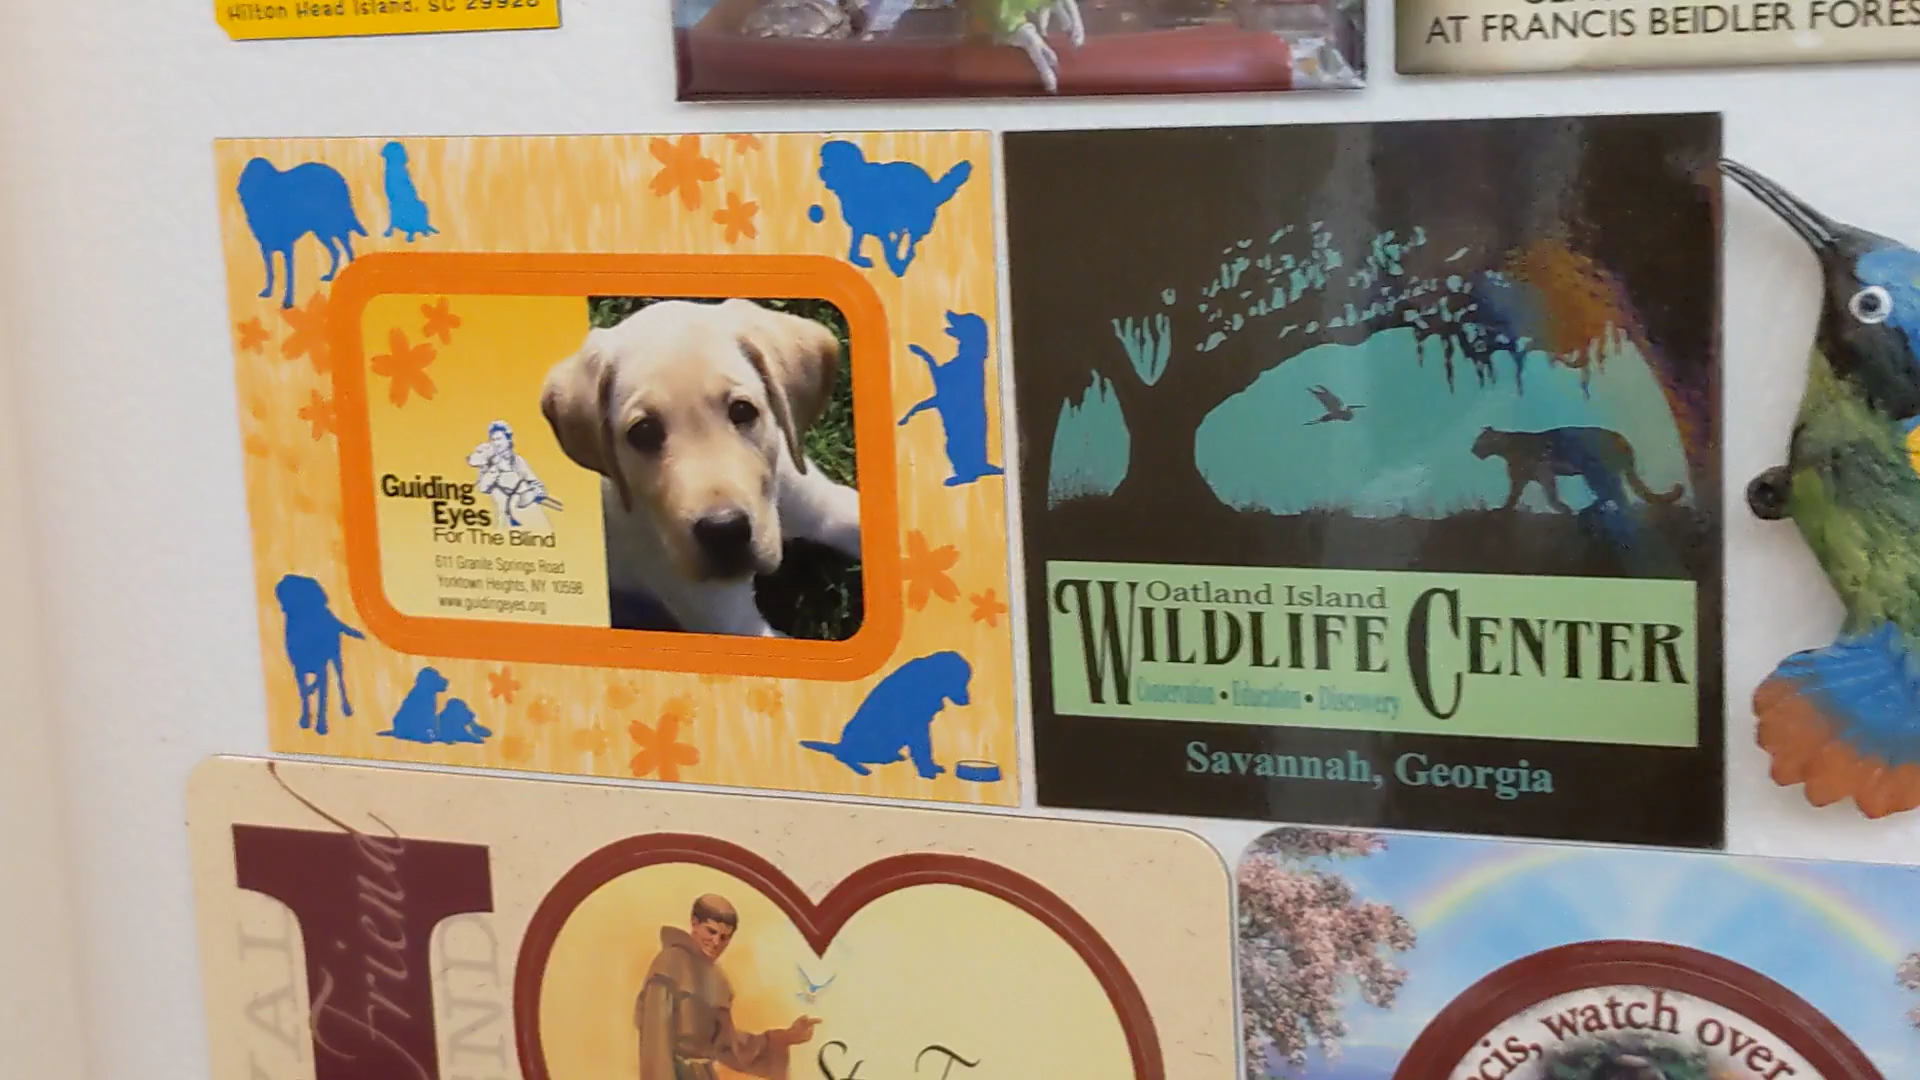 Hilton Head Island, SC 29928
AT FRANCIS BEIDLER FORES
Guiding
Eyes
For The Blind
611 Granite Springs Road
Yorktown Heights, NY 10598
www.guidingeyes.org
Oatland Island
WILDLIFE CENTER
Conservation • Education • Discovery
Savannah, Georgia
I
Friend
cis, watch over